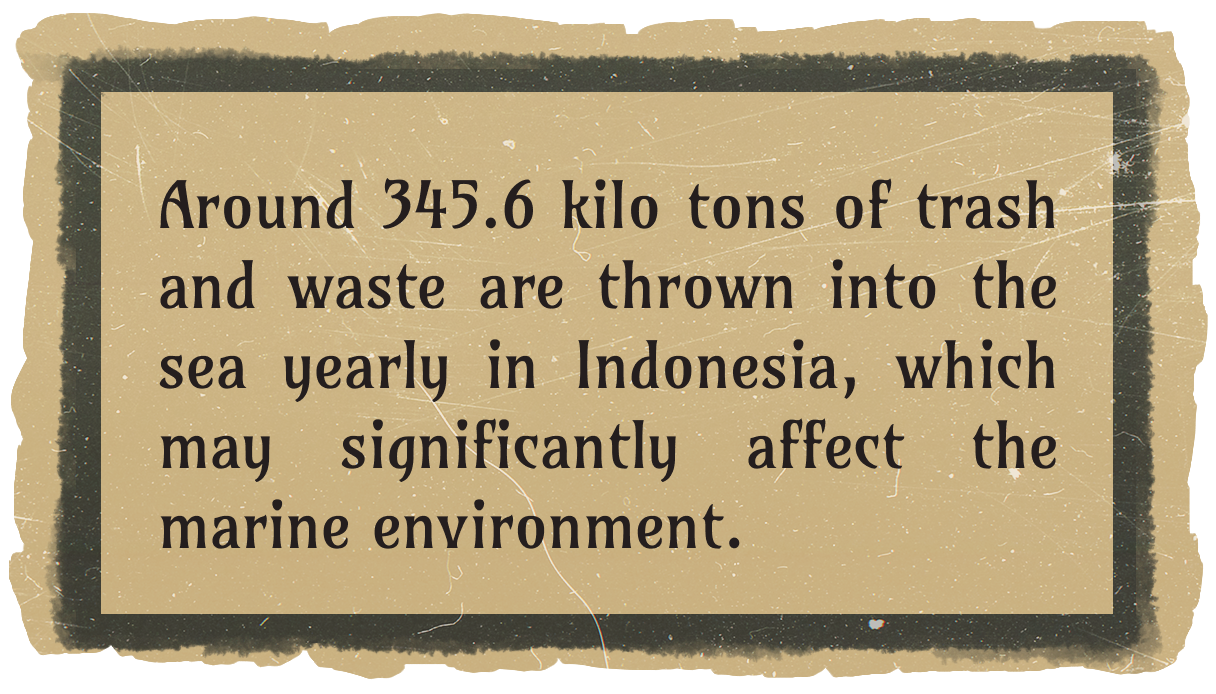 Around 345.6 kilo tons of trash
and waste are thrown into the
sea yearly in Indonesia, which
may significantly affect the
marine environment.